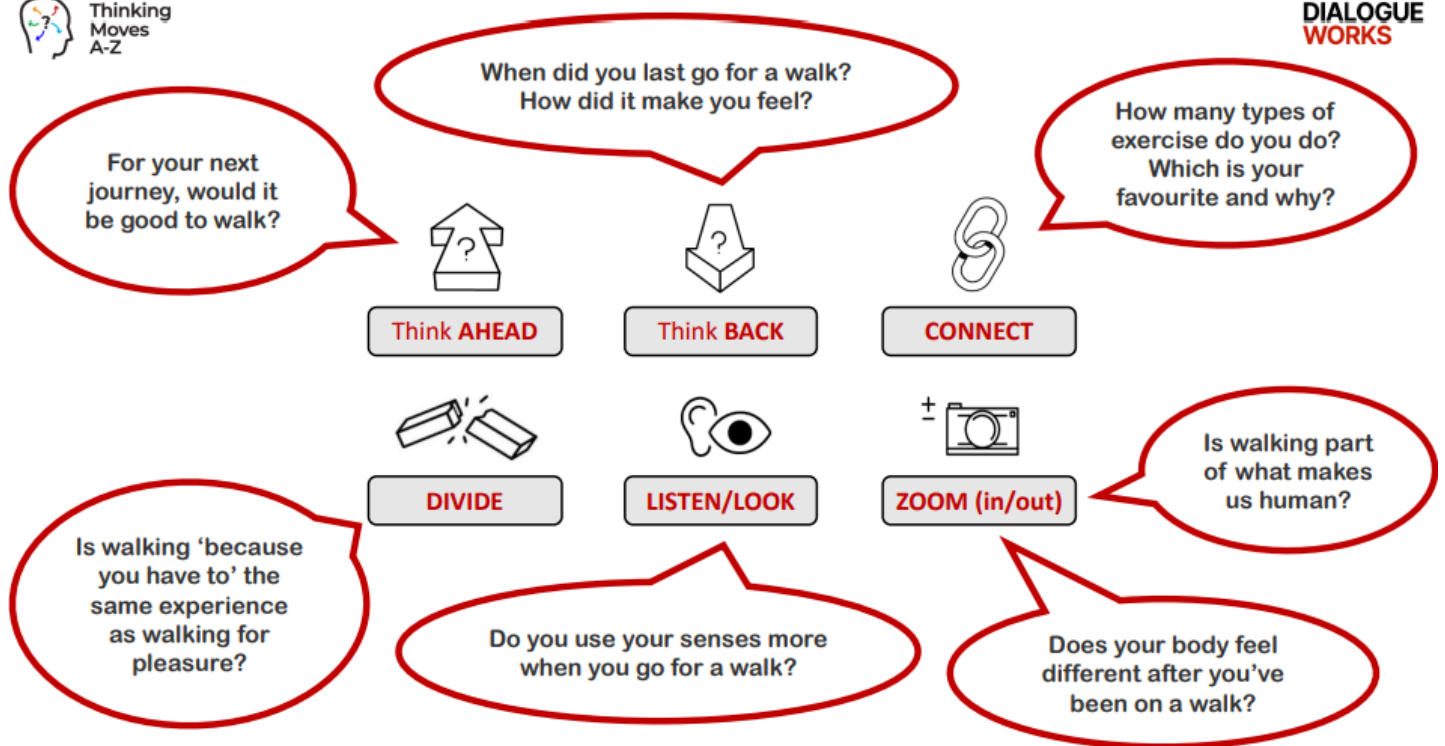 Thinking
Moves
A-Z
DIALOGUE
WORKS
When did you last go for a walk?
How did it make you feel?
How many types of
exercise do you do?
Which is your
favourite and why?
For your next
journey, would it
be good to walk?
?
?
Think AHEAD
Think BACK
CONNECT
+
-
DIVIDE
LISTEN/LOOK
ZOOM (in/out)
Is walking part
of what makes
us human?
Is walking ‘because
you have to’ the
same experience
as walking for
pleasure?
Do you use your senses more
when you go for a walk?
Does your body feel
different after you’ve
been on a walk?